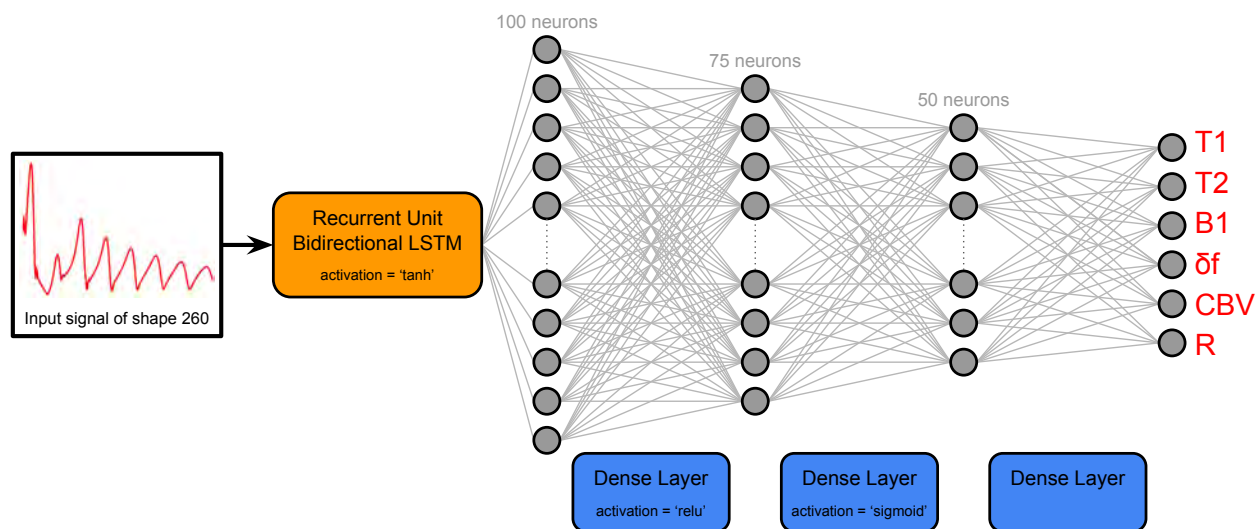 100 neurons
75 neurons
50 neurons
Input signal of shape 260
Recurrent Unit
Bidirectional LSTM
activation = ‘tanh’
T1
T2
B1
δf
CBV
R
Dense Layer
activation = ‘relu’
Dense Layer
activation = ‘sigmoid’
Dense Layer